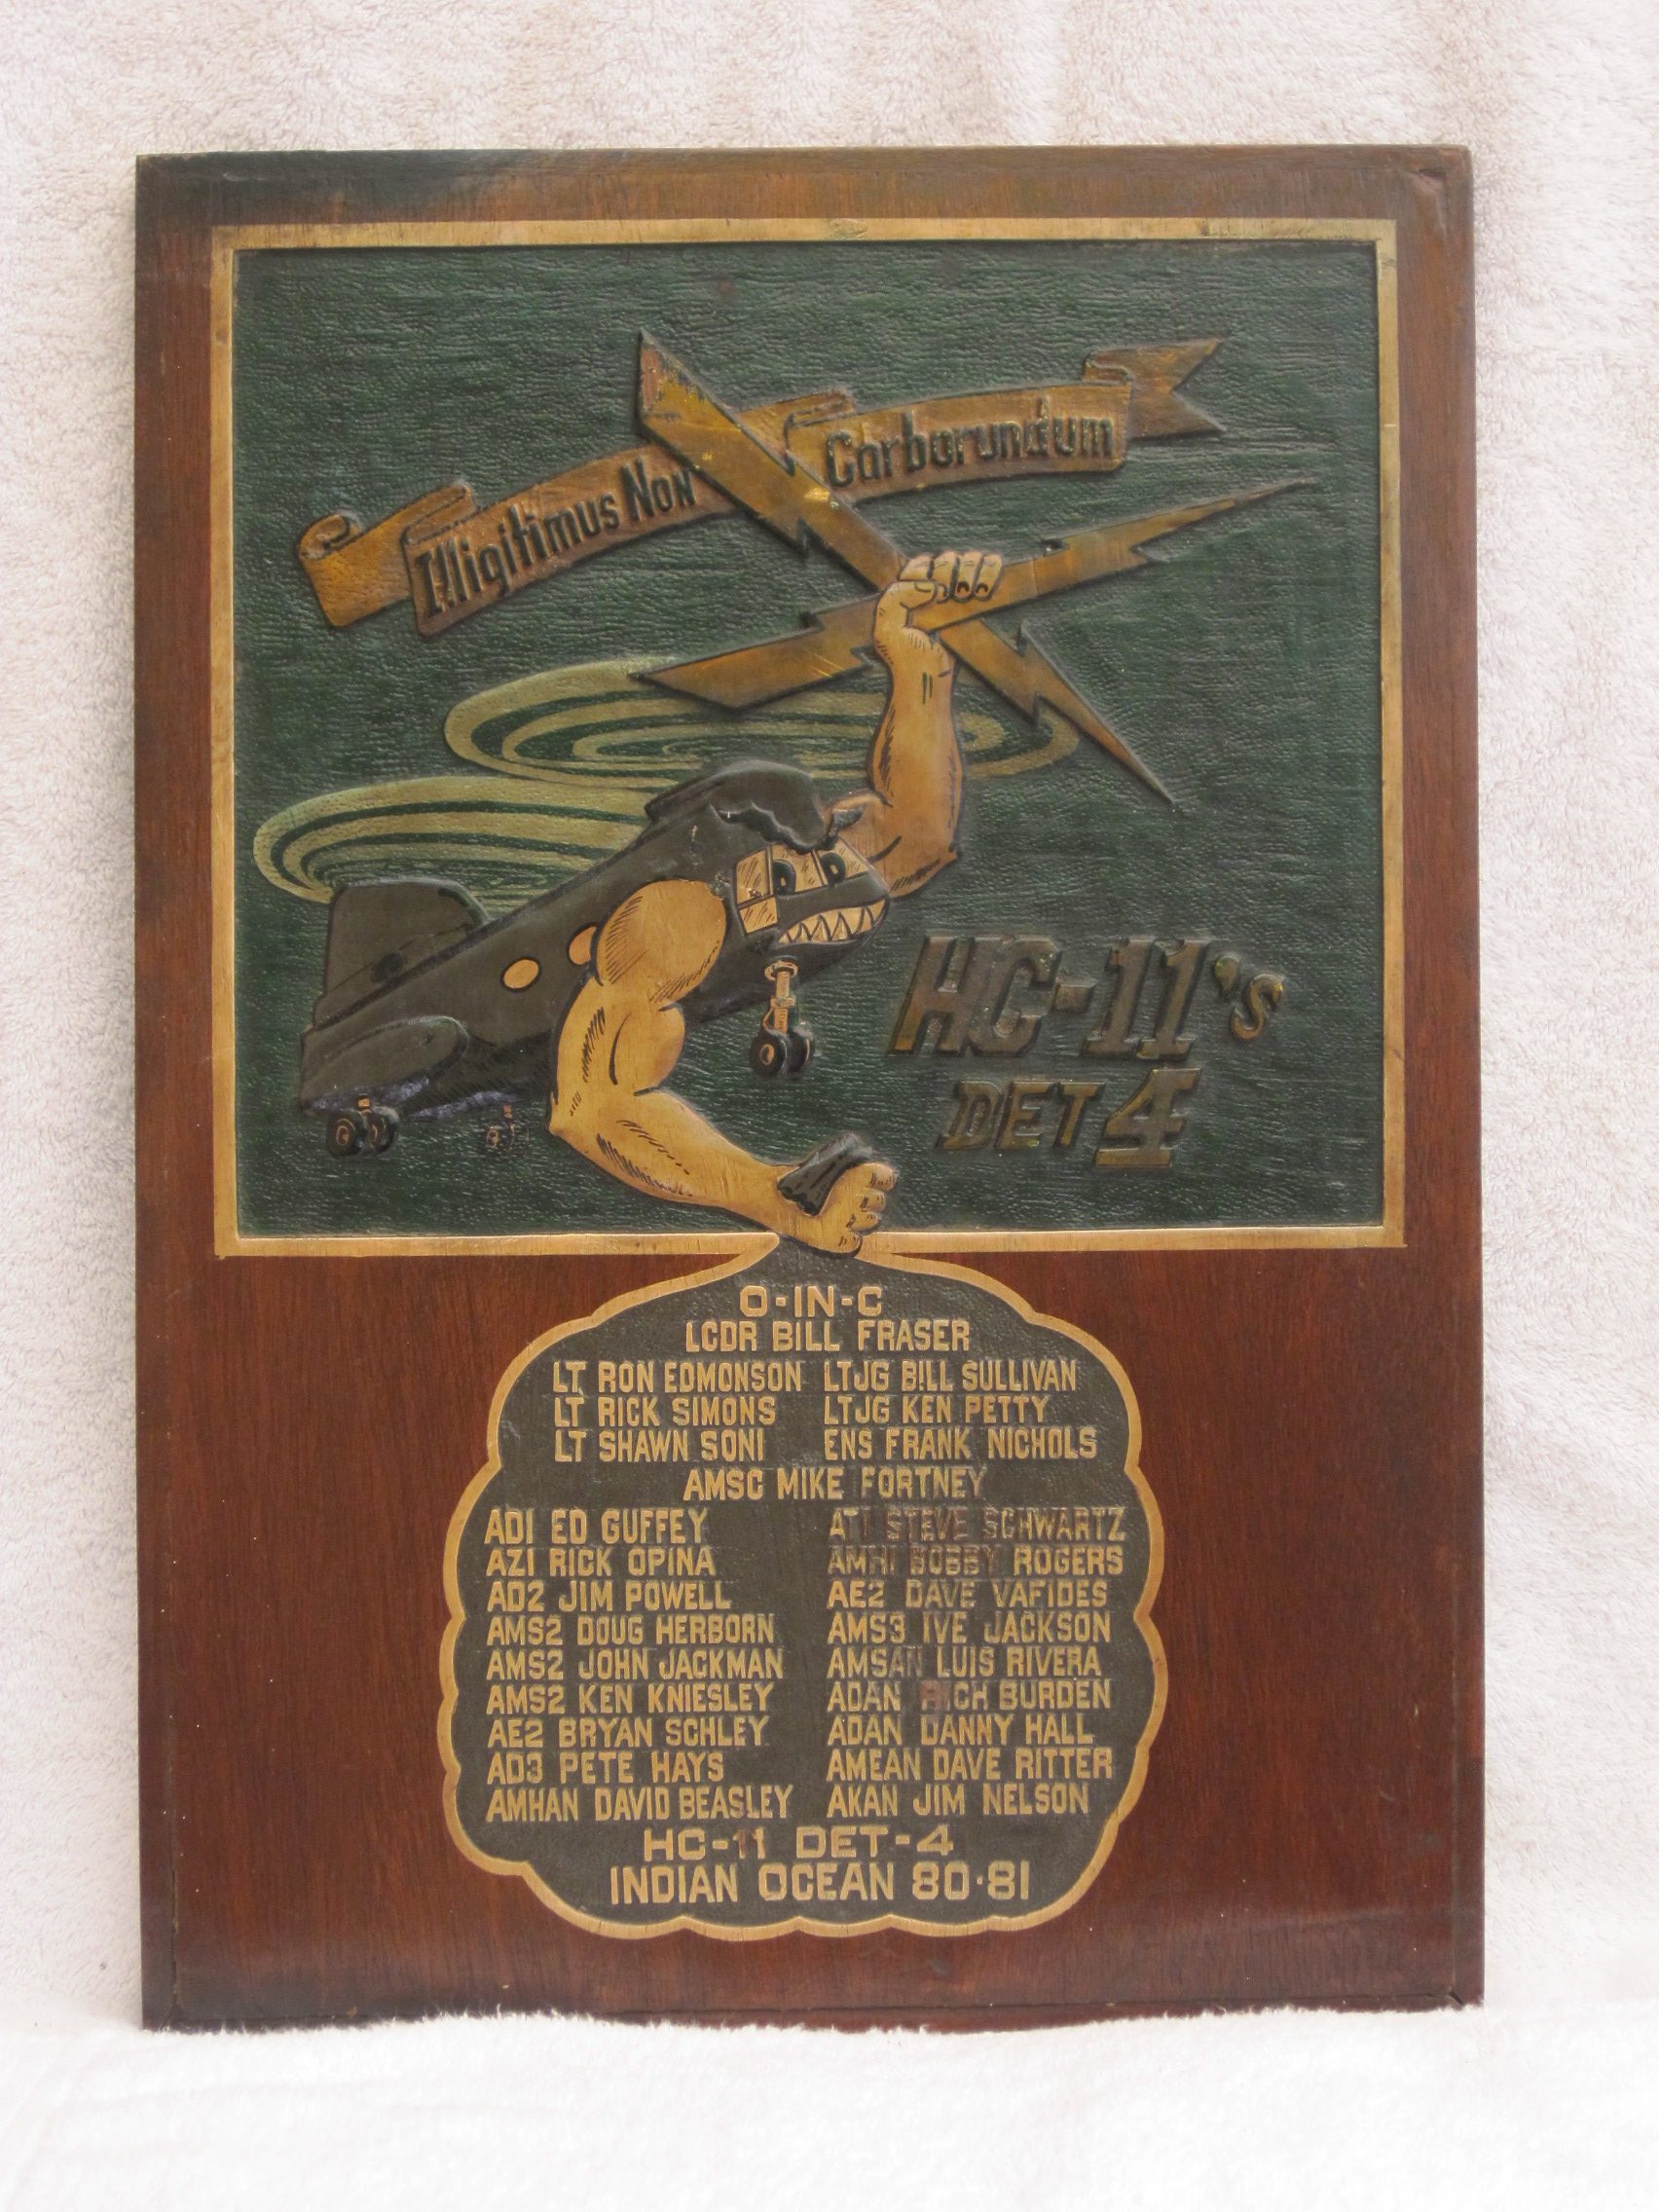 Illigitimus Non Carborundum
HC-11's
DET 4
O-IN-C
LCDR BILL FRASER
LT RON EDMONSON LTJG BILL SULLIVAN
LT RICK SIMONS LTJG KEN PETTY
LT SHAWN SONI ENS FRANK NICHOLS
AMSC MIKE FORTNEY
AD1 ED GUFFEY AT1 STEVE SCHWARTZ
AZ1 RICK OPINA AMH1 BOBBY ROGERS
AD2 JIM POWELL AE2 DAVE VAFIDES
AMS2 DOUG HERBORN AMS3 IVE JACKSON
AMS2 JOHN JACKMAN AMSAN LUIS RIVERA
AMS2 KEN KNIESLEY ADAN RICH BURDEN
AE2 BRYAN SCHLEY ADAN DANNY HALL
AD3 PETE HAYS AMEAN DAVE RITTER
AMHAN DAVID BEASLEY AKAN JIM NELSON
HC-11 DET-4
INDIAN OCEAN 80·81